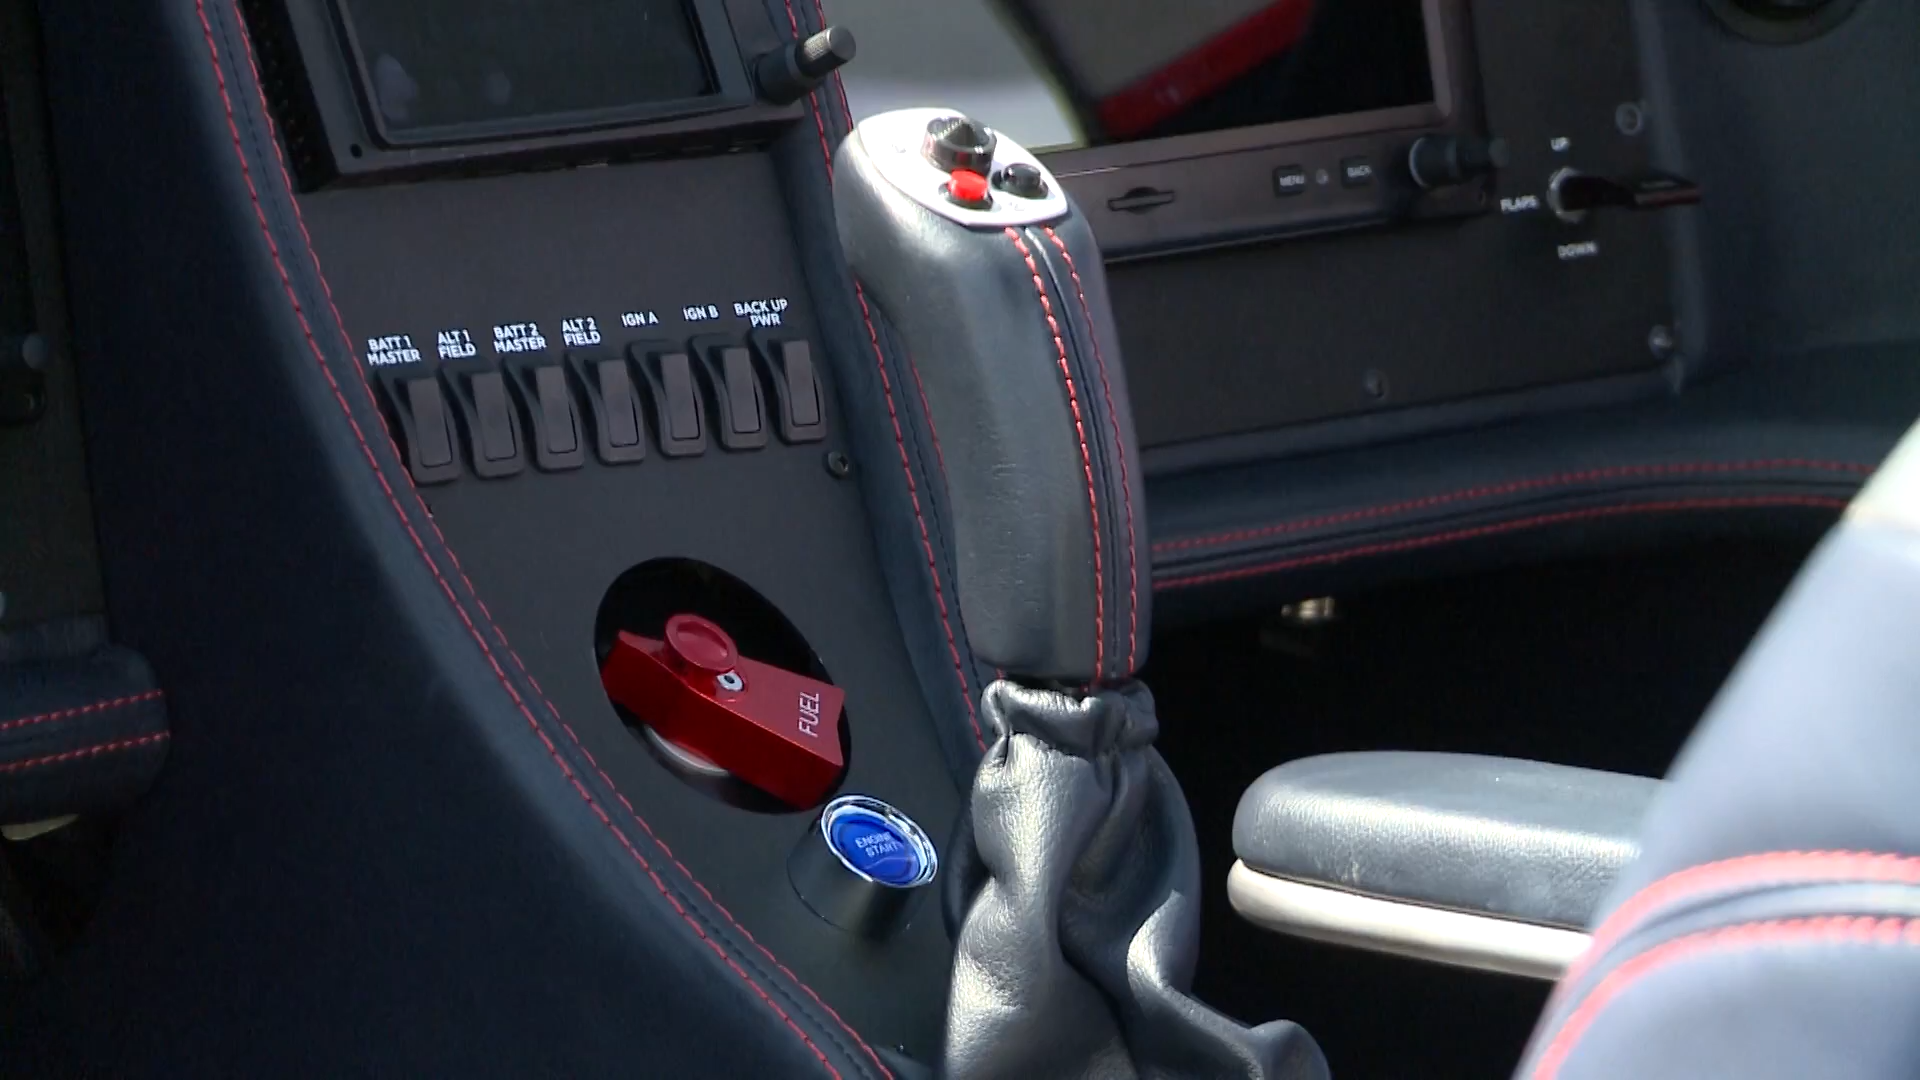 BATT 1
MASTER
ALT 1
FIELD
BATT 2
MASTER
ALT 2
FIELD
IGN A
IGN B
BACK UP
PWR
MENU
BACK
UP
FLAPS
DOWN
FUEL
ENGINE
START